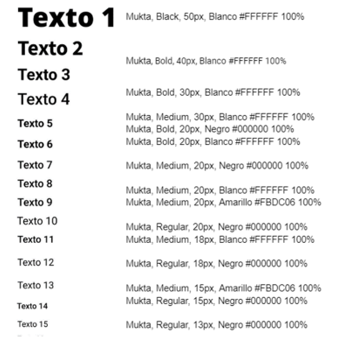 Texto 1 Mukta, Black, 50px, Blanco #FFFFFF 100%
Texto 2 Mukta, Bold, 40px, Blanco #FFFFFF 100%
Texto 3 Mukta, Bold, 30px, Blanco #FFFFFF 100%
Texto 4 Mukta, Medium, 30px, Blanco #FFFFFF 100%
Texto 5 Mukta, Bold, 20px, Negro #000000 100%
Texto 6 Mukta, Bold, 20px, Blanco #FFFFFF 100%
Texto 7 Mukta, Medium, 20px, Negro #000000 100%
Texto 8 Mukta, Medium, 20px, Blanco #FFFFFF 100%
Texto 9 Mukta, Medium, 20px, Amarillo #FBDC06 100%
Texto 10 Mukta, Regular, 20px, Negro #000000 100%
Texto 11 Mukta, Medium, 18px, Blanco #FFFFFF 100%
Texto 12 Mukta, Regular, 18px, Negro #000000 100%
Texto 13 Mukta, Medium, 15px, Amarillo #FBDC06 100%
Texto 14 Mukta, Regular, 15px, Negro #000000 100%
Texto 15 Mukta, Regular, 13px, Negro #000000 100%